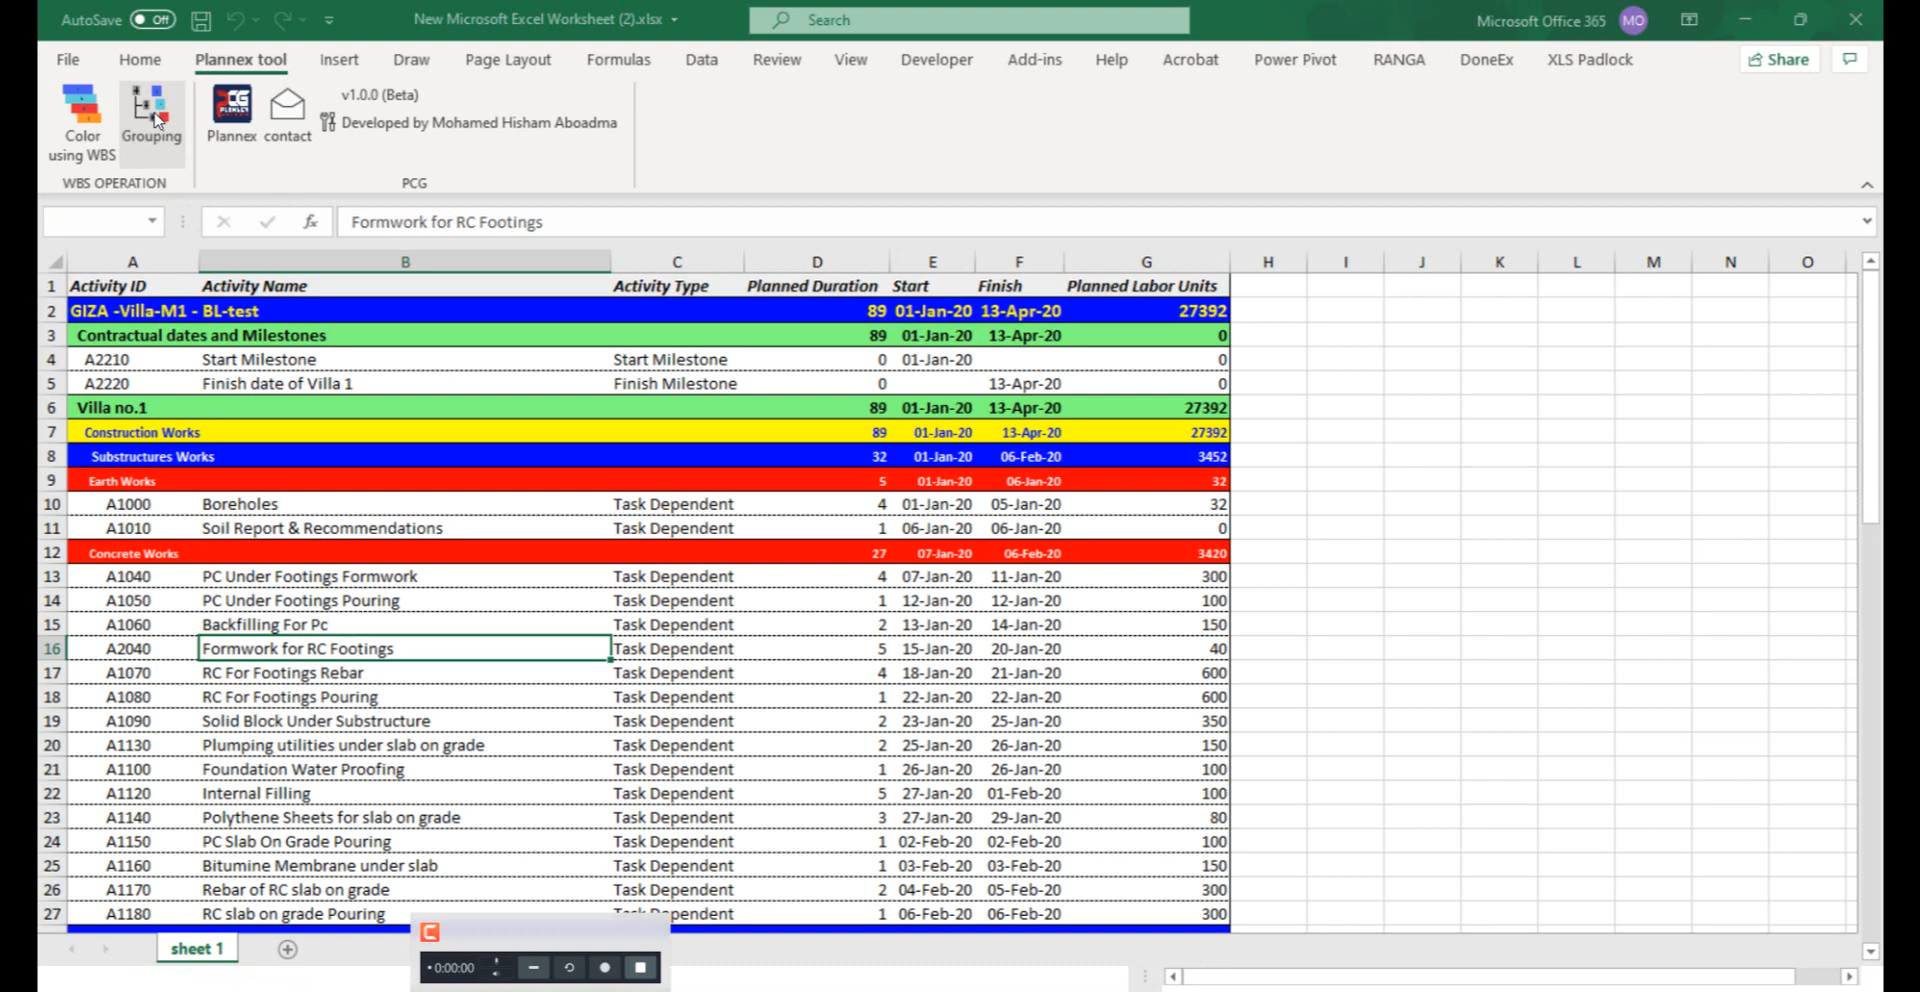 AutoSave Off New Microsoft Excel Worksheet (2).xlsx Search Microsoft Office 365 MO
File Home Plannex tool Insert Draw Page Layout Formulas Data Review View Developer Add-ins Help Acrobat Power Pivot RANGA DoneEx XLS Padlock Share
Color using WBS
Grouping
WBS OPERATION
Plannex
contact
v1.0.0 (Beta)
Developed by Mohamed Hisham Aboadma
PCG
fx Formwork for RC Footings
A B C D E F G H I J K L M N O
1 Activity ID Activity Name Activity Type Planned Duration Start Finish Planned Labor Units
2 GIZA -Villa-M1 - BL-test 89 01-Jan-20 13-Apr-20 27392
3 Contractual dates and Milestones 89 01-Jan-20 13-Apr-20 0
4 A2210 Start Milestone Start Milestone 0 01-Jan-20 0
5 A2220 Finish date of Villa 1 Finish Milestone 0 13-Apr-20 0
6 Villa no.1 89 01-Jan-20 13-Apr-20 27392
7 Construction Works 89 01-Jan-20 13-Apr-20 27392
8 Substructures Works 32 01-Jan-20 06-Feb-20 3452
9 Earth Works 5 01-Jan-20 06-Jan-20 32
10 A1000 Boreholes Task Dependent 4 01-Jan-20 05-Jan-20 32
11 A1010 Soil Report & Recommendations Task Dependent 1 06-Jan-20 06-Jan-20 0
12 Concrete Works 27 07-Jan-20 06-Feb-20 3420
13 A1040 PC Under Footings Formwork Task Dependent 4 07-Jan-20 11-Jan-20 300
14 A1050 PC Under Footings Pouring Task Dependent 1 12-Jan-20 12-Jan-20 100
15 A1060 Backfilling For Pc Task Dependent 2 13-Jan-20 14-Jan-20 150
16 A2040 Formwork for RC Footings Task Dependent 5 15-Jan-20 20-Jan-20 40
17 A1070 RC For Footings Rebar Task Dependent 4 18-Jan-20 21-Jan-20 600
18 A1080 RC For Footings Pouring Task Dependent 1 22-Jan-20 22-Jan-20 600
19 A1090 Solid Block Under Substructure Task Dependent 2 23-Jan-20 25-Jan-20 350
20 A1130 Plumping utilities under slab on grade Task Dependent 2 25-Jan-20 26-Jan-20 150
21 A1100 Foundation Water Proofing Task Dependent 1 26-Jan-20 26-Jan-20 100
22 A1120 Internal Filling Task Dependent 5 27-Jan-20 01-Feb-20 100
23 A1140 Polythene Sheets for slab on grade Task Dependent 3 27-Jan-20 29-Jan-20 80
24 A1150 PC Slab On Grade Pouring Task Dependent 1 02-Feb-20 02-Feb-20 100
25 A1160 Bitumine Membrane under slab Task Dependent 1 03-Feb-20 03-Feb-20 150
26 A1170 Rebar of RC slab on grade Task Dependent 2 04-Feb-20 05-Feb-20 300
27 A1180 RC slab on grade Pouring Task Dependent 1 06-Feb-20 06-Feb-20 300
sheet 1
0:00:00